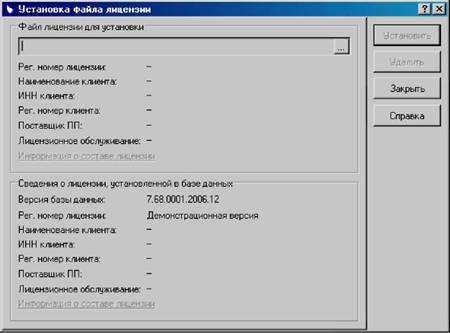 Установка файла лицензии
Файл лицензии для установки
...
Рег. номер лицензии: –
Наименование клиента: –
ИНН клиента: –
Рег. номер клиента: –
Поставщик ПП: –
Лицензионное обслуживание: –
Информация о составе лицензии
Сведения о лицензии, установленной в базе данных
Версия базы данных: 7.68.0001.2006.12
Рег. номер лицензии: Демонстрационная версия
Наименование клиента: –
ИНН клиента: –
Рег. номер клиента: –
Поставщик ПП: –
Лицензионное обслуживание: –
Информация о составе лицензии
Установить
Удалить
Закрыть
Справка